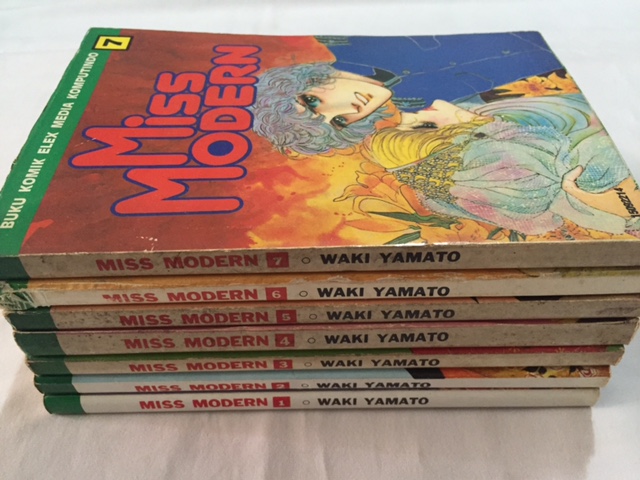 BUKU KOMIK ELEX MEDIA KOMPUTINDO
7
MISS
MODERN
MISS MODERN 7 ○ WAKI YAMATO
MISS MODERN 6 ○ WAKI YAMATO
MISS MODERN 5 ○ WAKI YAMATO
MISS MODERN 4 ○ WAKI YAMATO
MISS MODERN 3 ○ WAKI YAMATO
MISS MODERN 2 ○ WAKI YAMATO
MISS MODERN 1 ○ WAKI YAMATO